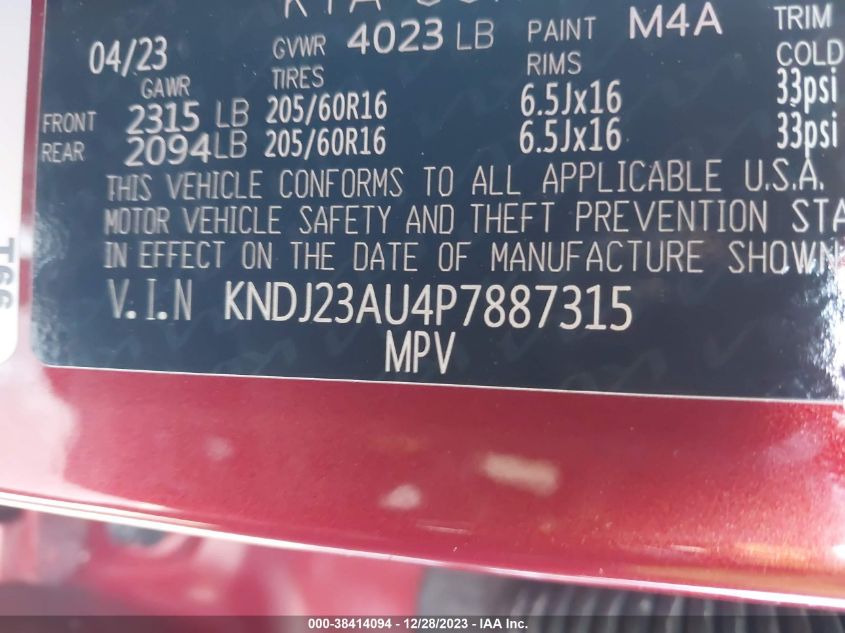 04/23 GVWR 4023 LB PAINT M4A TRIM
GAWR TIRES RIMS COLD
FRONT 2315 LB 205/60R16 6.5Jx16 33psi
REAR 2094LB 205/60R16 6.5Jx16 33psi
THIS VEHICLE CONFORMS TO ALL APPLICABLE U.S.A.
MOTOR VEHICLE SAFETY AND THEFT PREVENTION STA
IN EFFECT ON THE DATE OF MANUFACTURE SHOWN
V.I.N KNDJ23AU4P7887315
MPV
T66
000-38414094 - 12/28/2023 - IAA Inc.